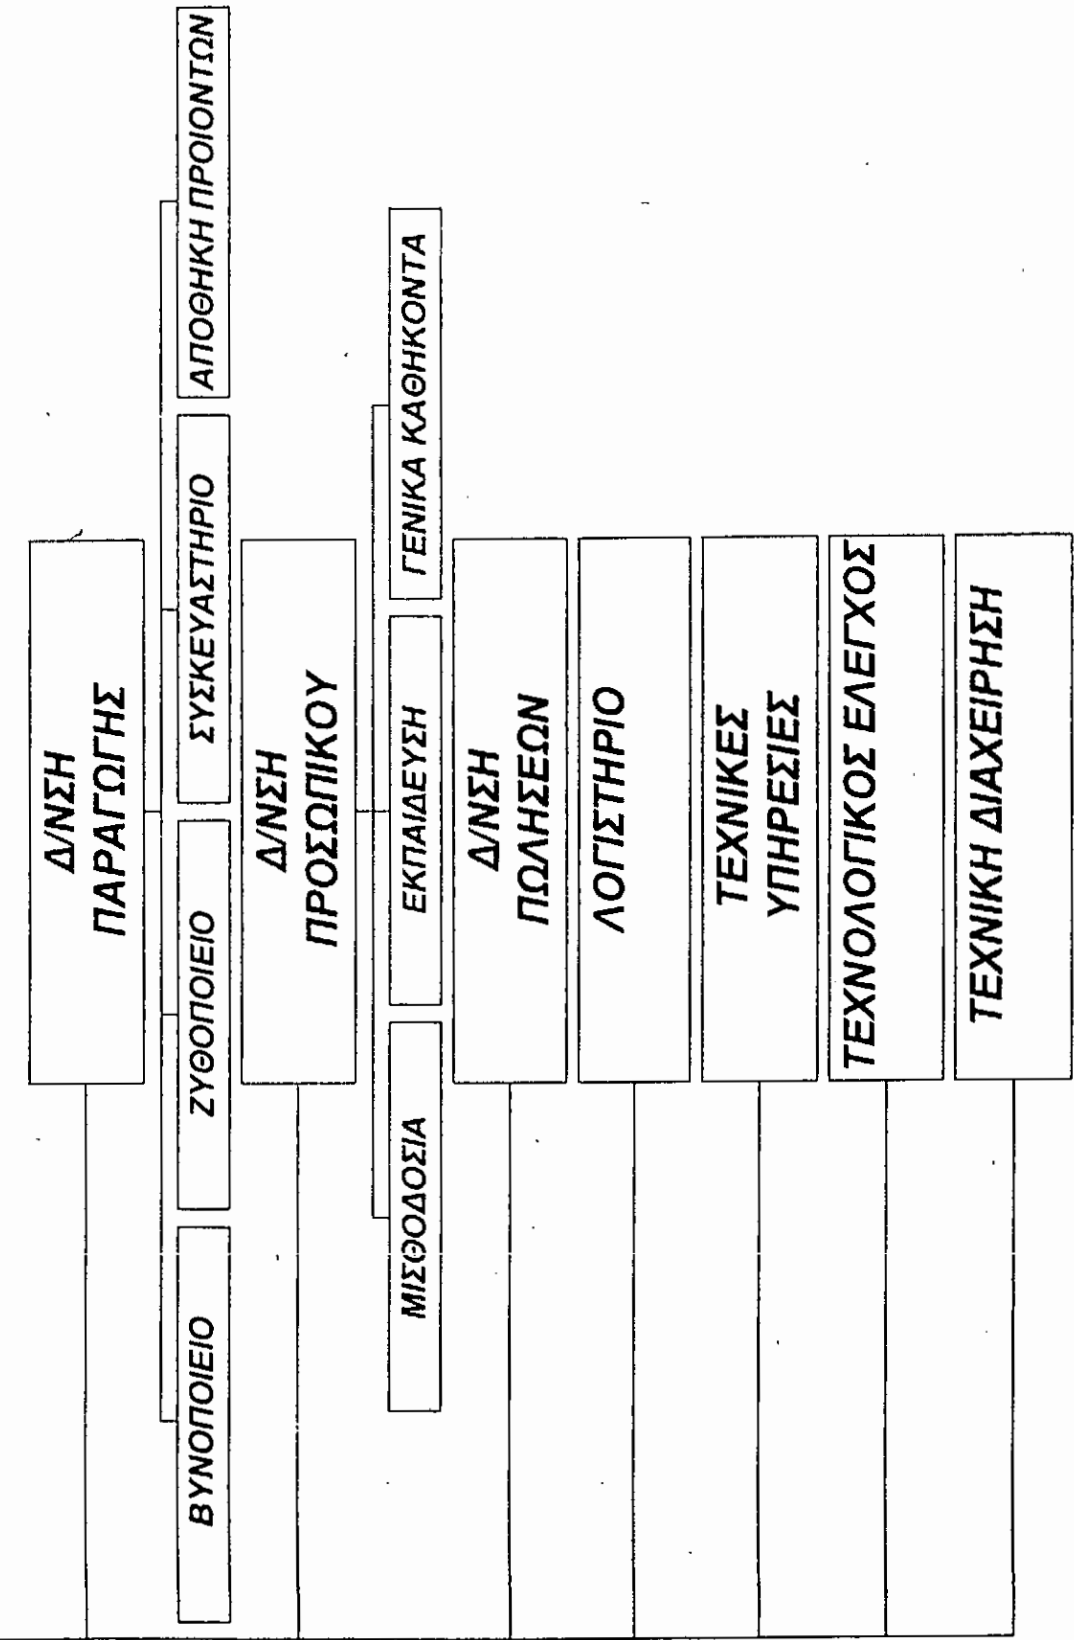 Δ/ΝΣΗ
ΠΑΡΑΓΩΓΗΣ
ΒΥΝΟΠΟΙΕΙΟ
ΖΥΘΟΠΟΙΕΙΟ
ΣΥΣΚΕΥΑΣΤΗΡΙΟ
ΑΠΟΘΗΚΗ ΠΡΟΙΟΝΤΩΝ
Δ/ΝΣΗ
ΠΡΟΣΩΠΙΚΟΥ
ΜΙΣΘΟΔΟΣΙΑ
ΕΚΠΑΙΔΕΥΣΗ
ΓΕΝΙΚΑ ΚΑΘΗΚΟΝΤΑ
Δ/ΝΣΗ
ΠΩΛΗΣΕΩΝ
ΛΟΓΙΣΤΗΡΙΟ
ΤΕΧΝΙΚΕΣ
ΥΠΗΡΕΣΙΕΣ
ΤΕΧΝΟΛΟΓΙΚΟΣ ΕΛΕΓΧΟΣ
ΤΕΧΝΙΚΗ ΔΙΑΧΕΙΡΗΣΗ